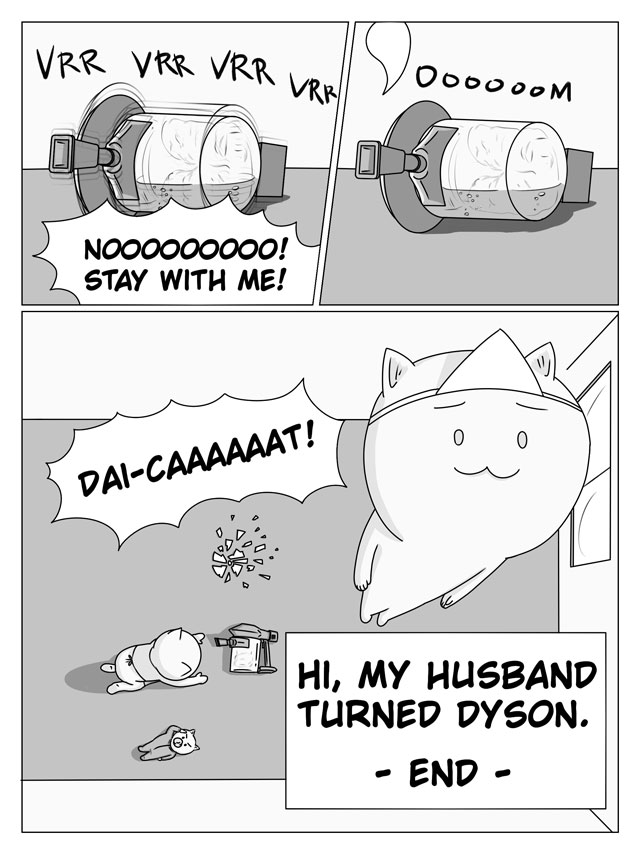 VRR VRR VRR VRR
NOOOOOOOOO!
STAY WITH ME!
OOOOOOM
DAI-CAAAAAAT!
HI, MY HUSBAND
TURNED DYSON.
- END -